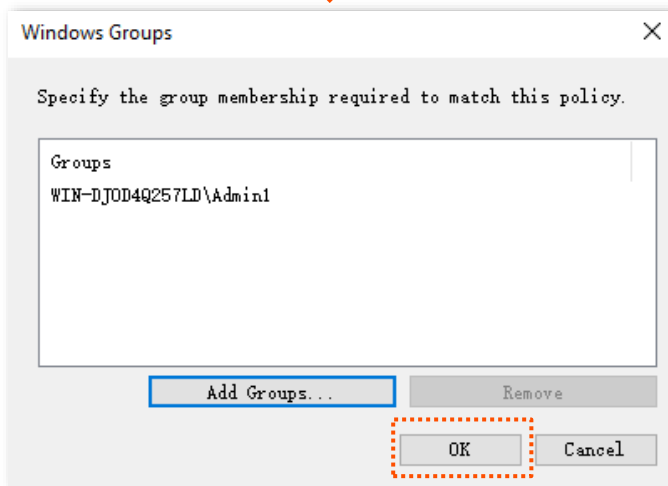 Windows Groups
Specify the group membership required to match this policy.
Groups
WIN-DJOD4Q257LD\Admin1
Add Groups...
Remove
OK
Cancel